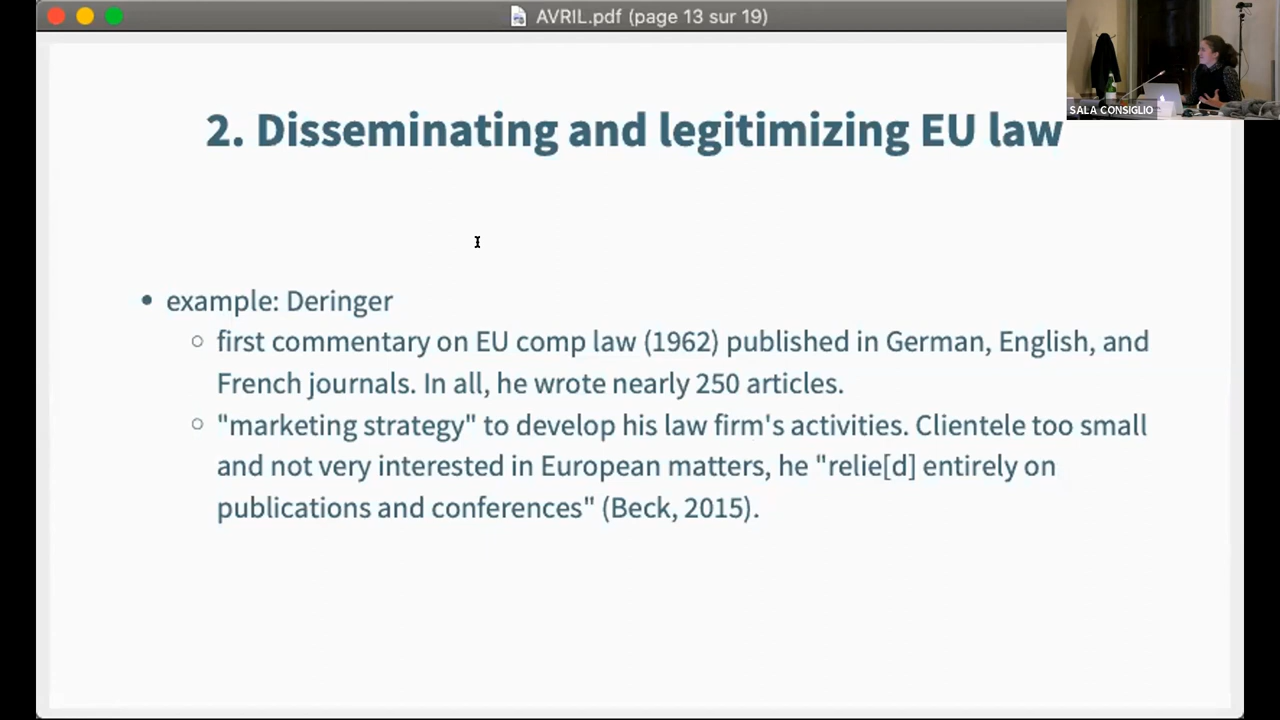 AVRIL.pdf (page 13 sur 19)
SALA CONSIGLIO
2. Disseminating and legitimizing EU law
• example: Deringer
○ first commentary on EU comp law (1962) published in German, English, and
French journals. In all, he wrote nearly 250 articles.
○ "marketing strategy" to develop his law firm's activities. Clientele too small
and not very interested in European matters, he "relie[d] entirely on
publications and conferences" (Beck, 2015).